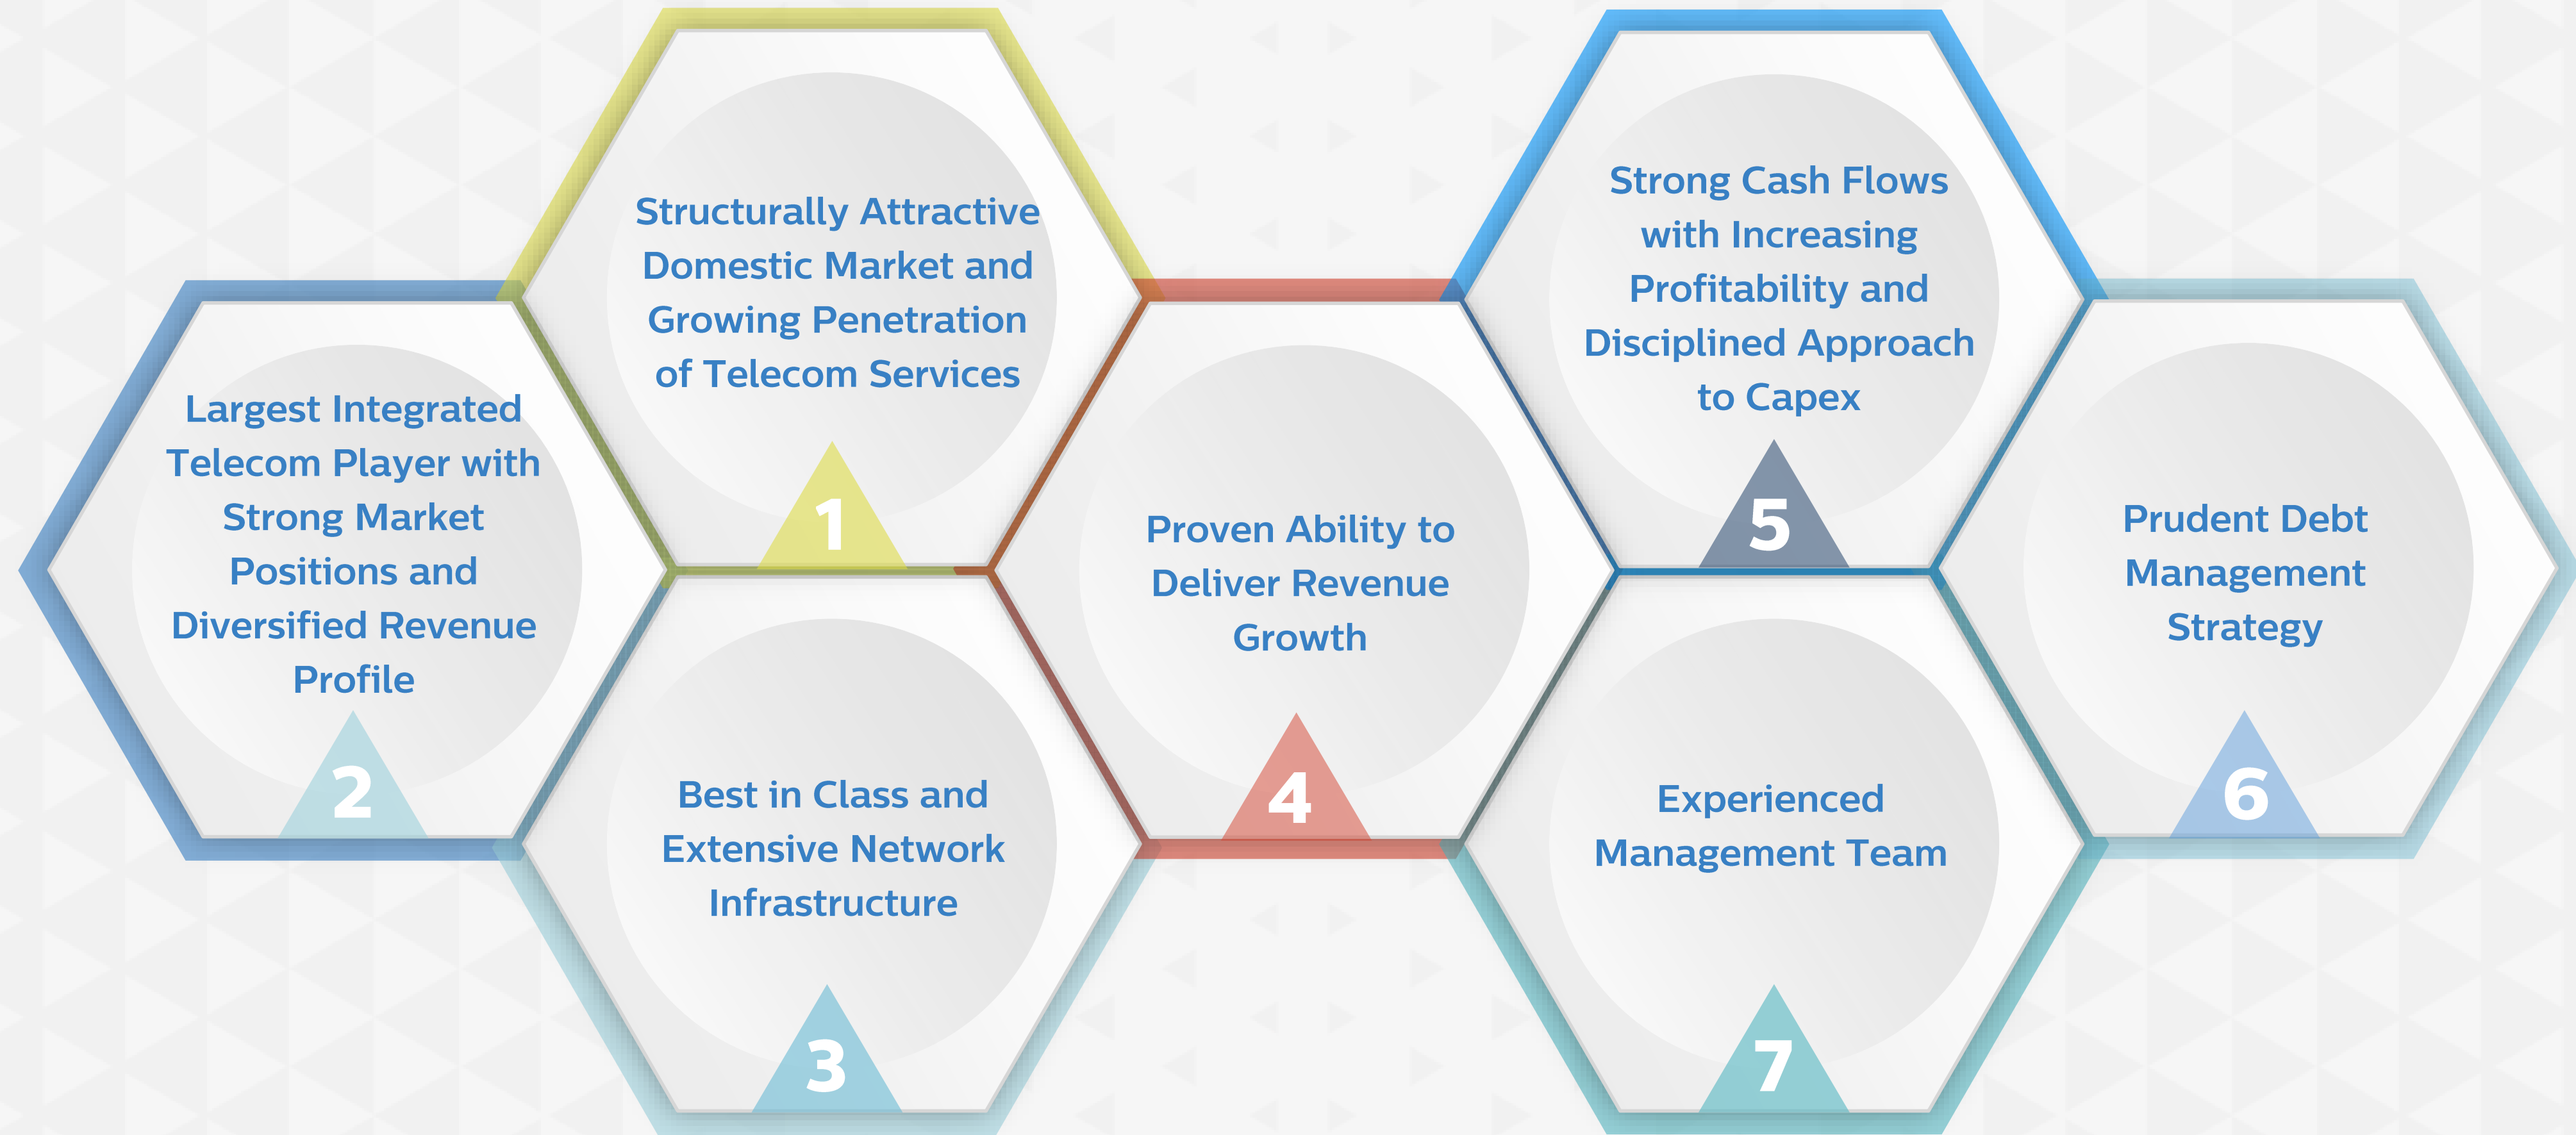 Structurally Attractive
Domestic Market and
Growing Penetration
of Telecom Services
1
Largest Integrated
Telecom Player with
Strong Market
Positions and
Diversified Revenue
Profile
2
Best in Class and
Extensive Network
Infrastructure
3
Proven Ability to
Deliver Revenue
Growth
4
Strong Cash Flows
with Increasing
Profitability and
Disciplined Approach
to Capex
5
Prudent Debt
Management
Strategy
6
Experienced
Management Team
7